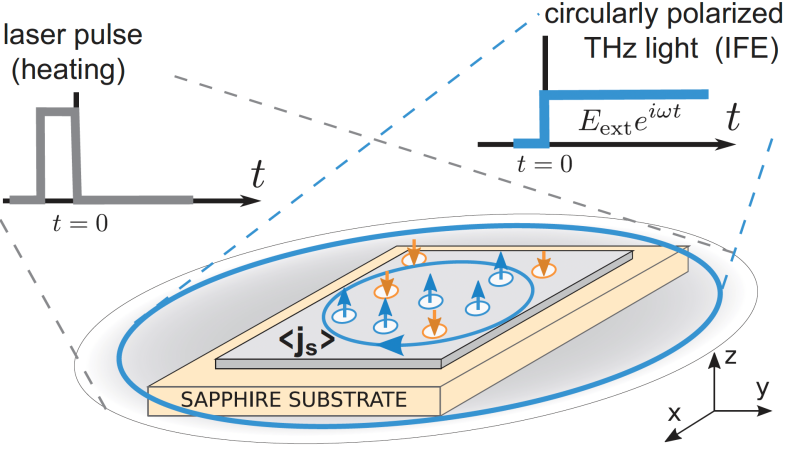 laser pulse
(heating)
t
t = 0
circularly polarized
THz light (IFE)
E_ext e^{iωt}
t
t = 0
<j_s>
SAPPHIRE SUBSTRATE
z
y
x